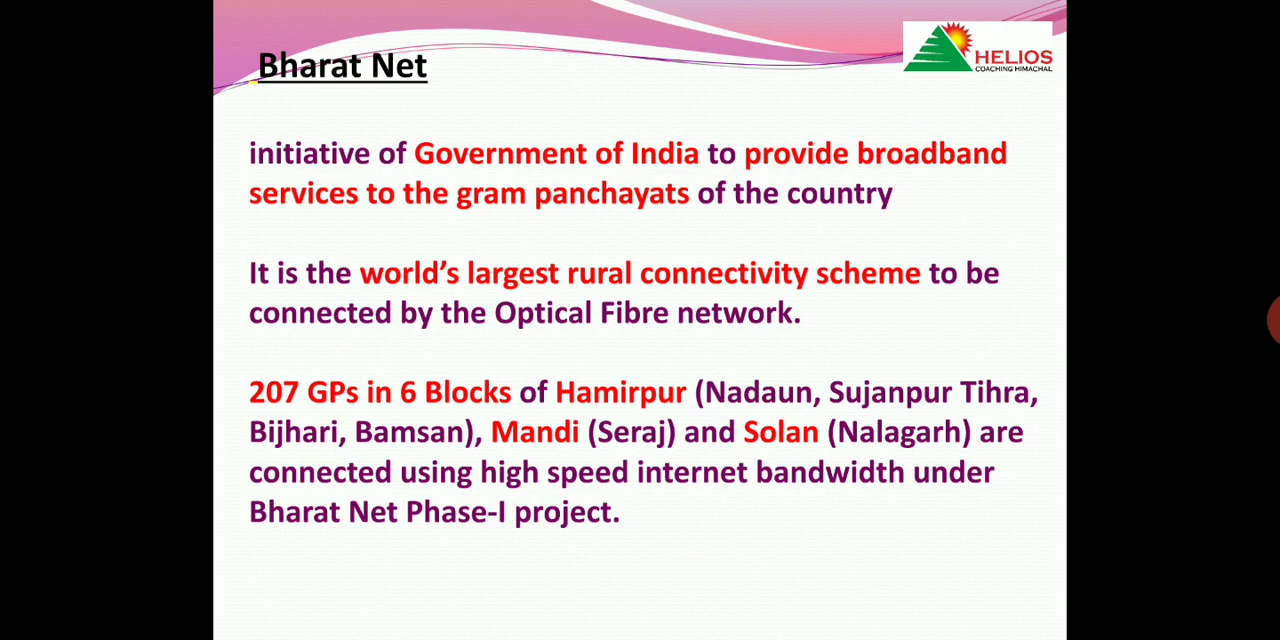 Bharat Net
HELIOS
COACHING HIMACHAL
initiative of Government of India to provide broadband
services to the gram panchayats of the country
It is the world's largest rural connectivity scheme to be
connected by the Optical Fibre network.
207 GPs in 6 Blocks of Hamirpur (Nadaun, Sujanpur Tihra,
Bijhari, Bamsan), Mandi (Seraj) and Solan (Nalagarh) are
connected using high speed internet bandwidth under
Bharat Net Phase-I project.